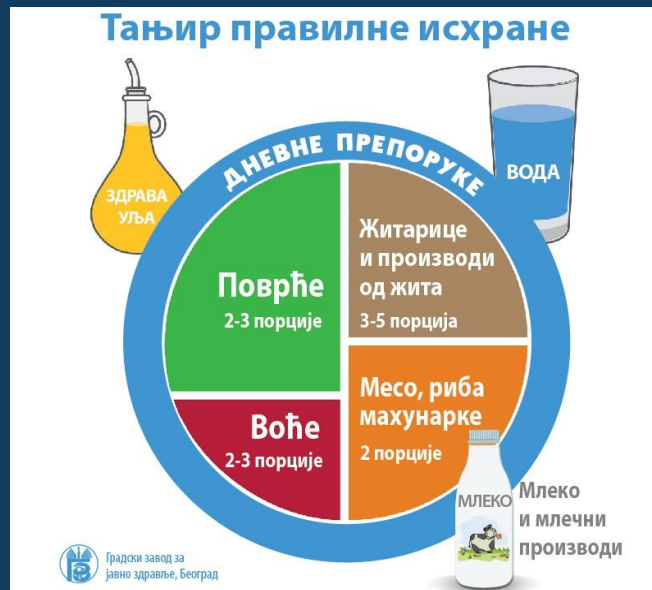 Тањир правилне исхране
ЗДРАВА
УЉА
ДНЕВНЕ ПРЕПОРУКЕ
ВОДА
Поврће
2-3 порције
Житарице
и производи
од жита
3-5 порција
Воће
2-3 порције
Месо, риба
махунарке
2 порције
МЛЕКО
Млеко
и млечни
производи
Градски завод за
јавно здравље, Београд